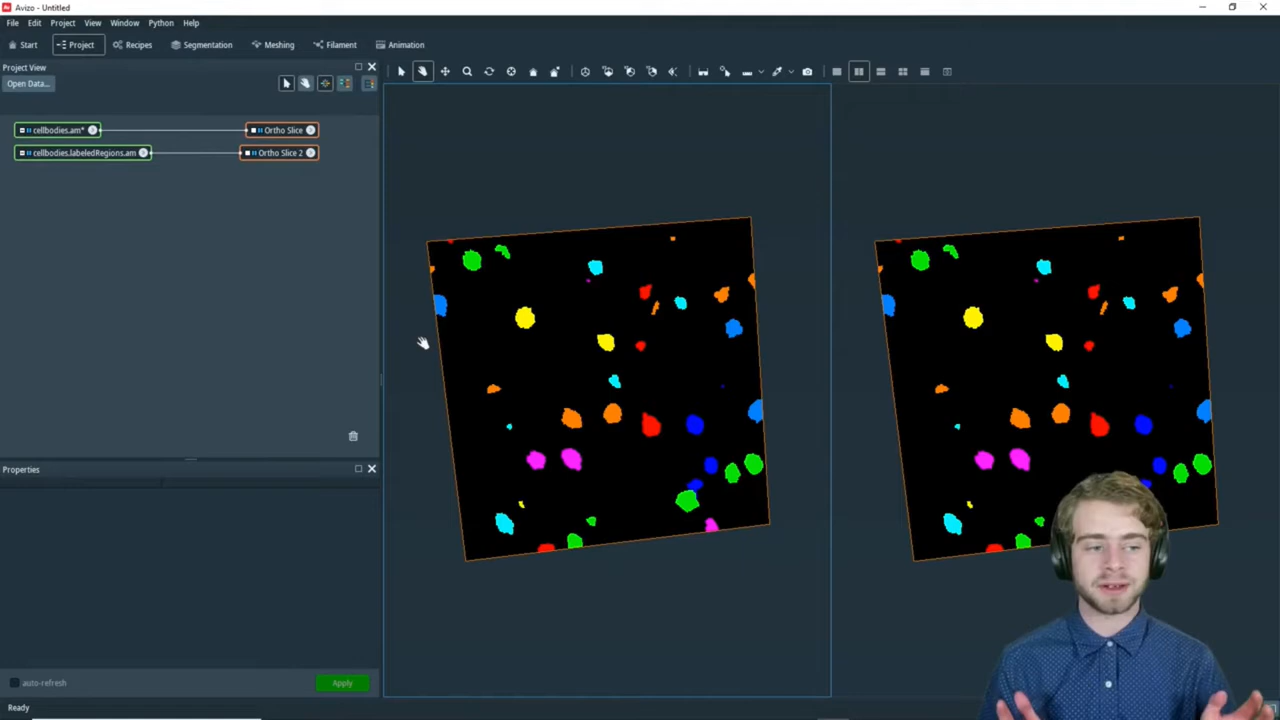 Avizo - Untitled
File Edit Project View Window Python Help
Start Project Recipes Segmentation Meshing Filament Animation
Project View
Open Data...
cellbodies.am* Ortho Slice
cellbodies.labeledRegions.am Ortho Slice 2
Properties
auto-refresh Apply
Ready